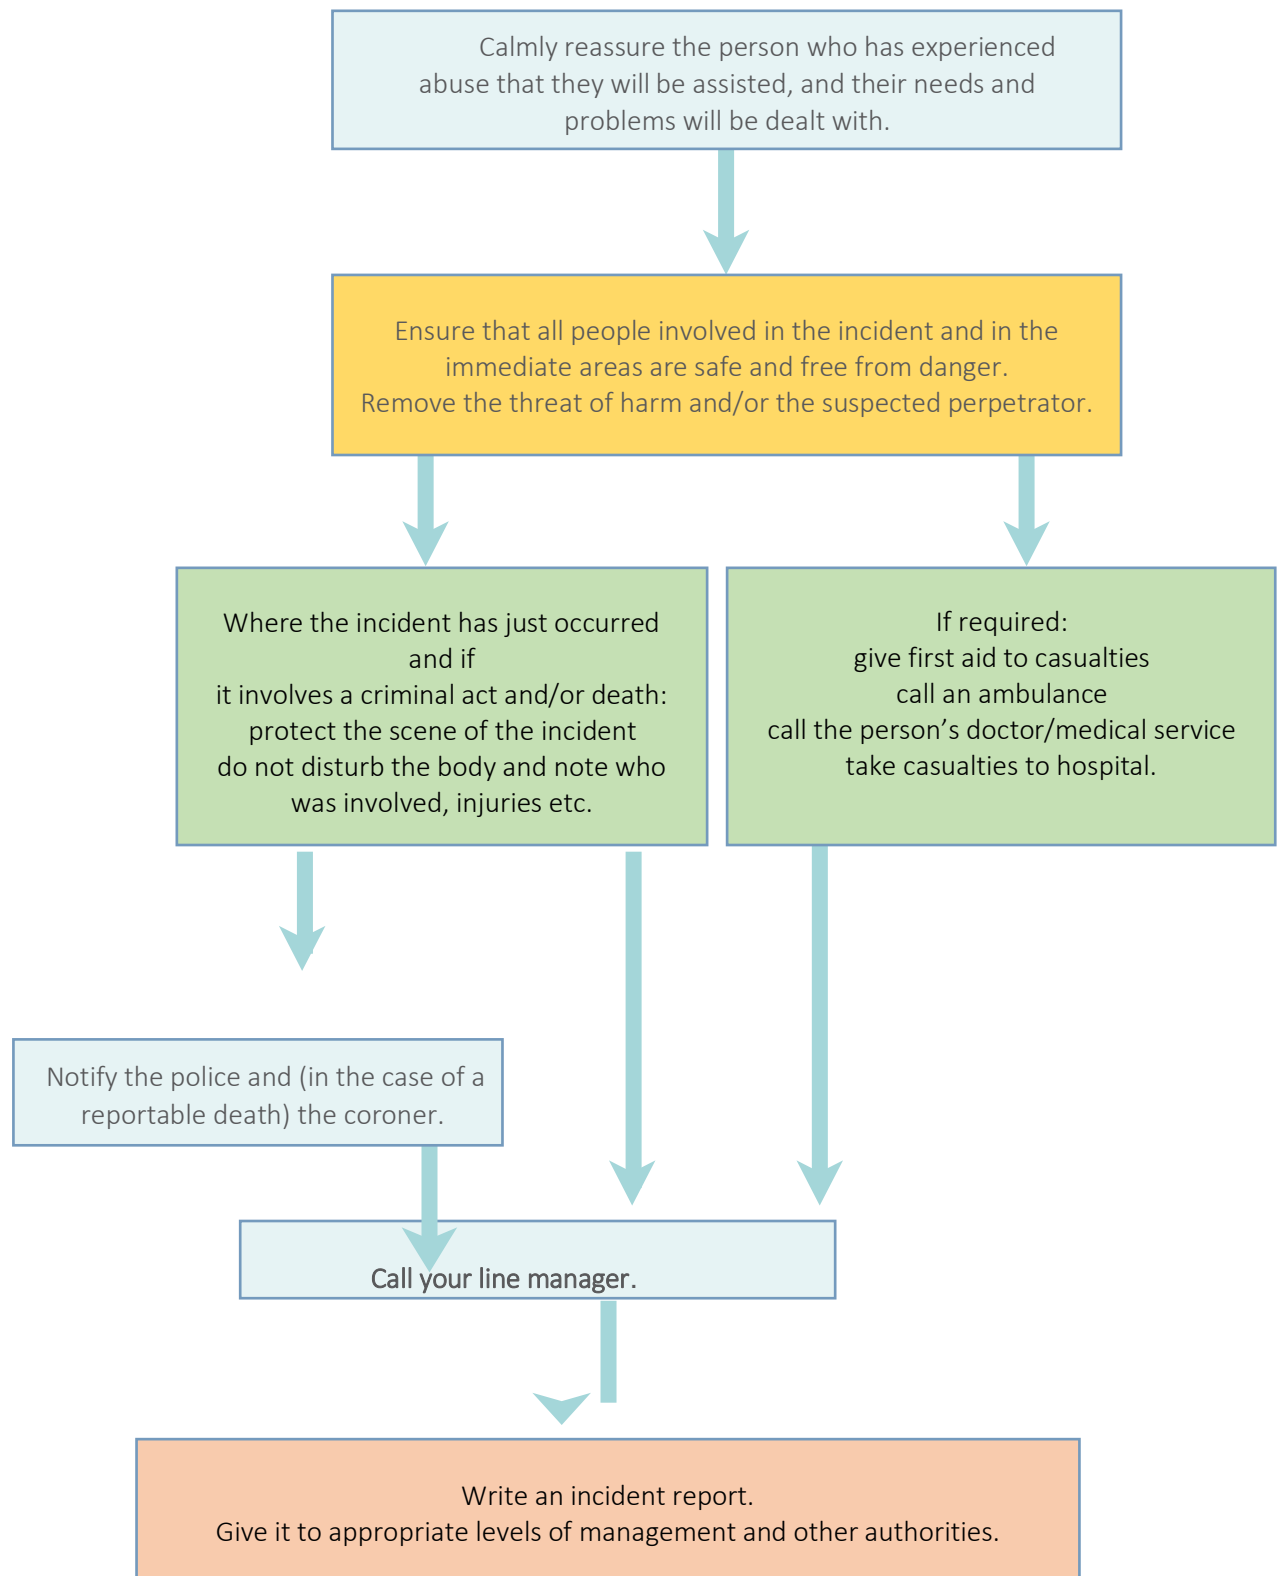 Calmly reassure the person who has experienced
abuse that they will be assisted, and their needs and
problems will be dealt with.
Ensure that all people involved in the incident and in the
immediate areas are safe and free from danger.
Remove the threat of harm and/or the suspected perpetrator.
Where the incident has just occurred
and if
it involves a criminal act and/or death:
protect the scene of the incident
do not disturb the body and note who
was involved, injuries etc.
If required:
give first aid to casualties
call an ambulance
call the person’s doctor/medical service
take casualties to hospital.
Notify the police and (in the case of a
reportable death) the coroner.
Call your line manager.
Write an incident report.
Give it to appropriate levels of management and other authorities.